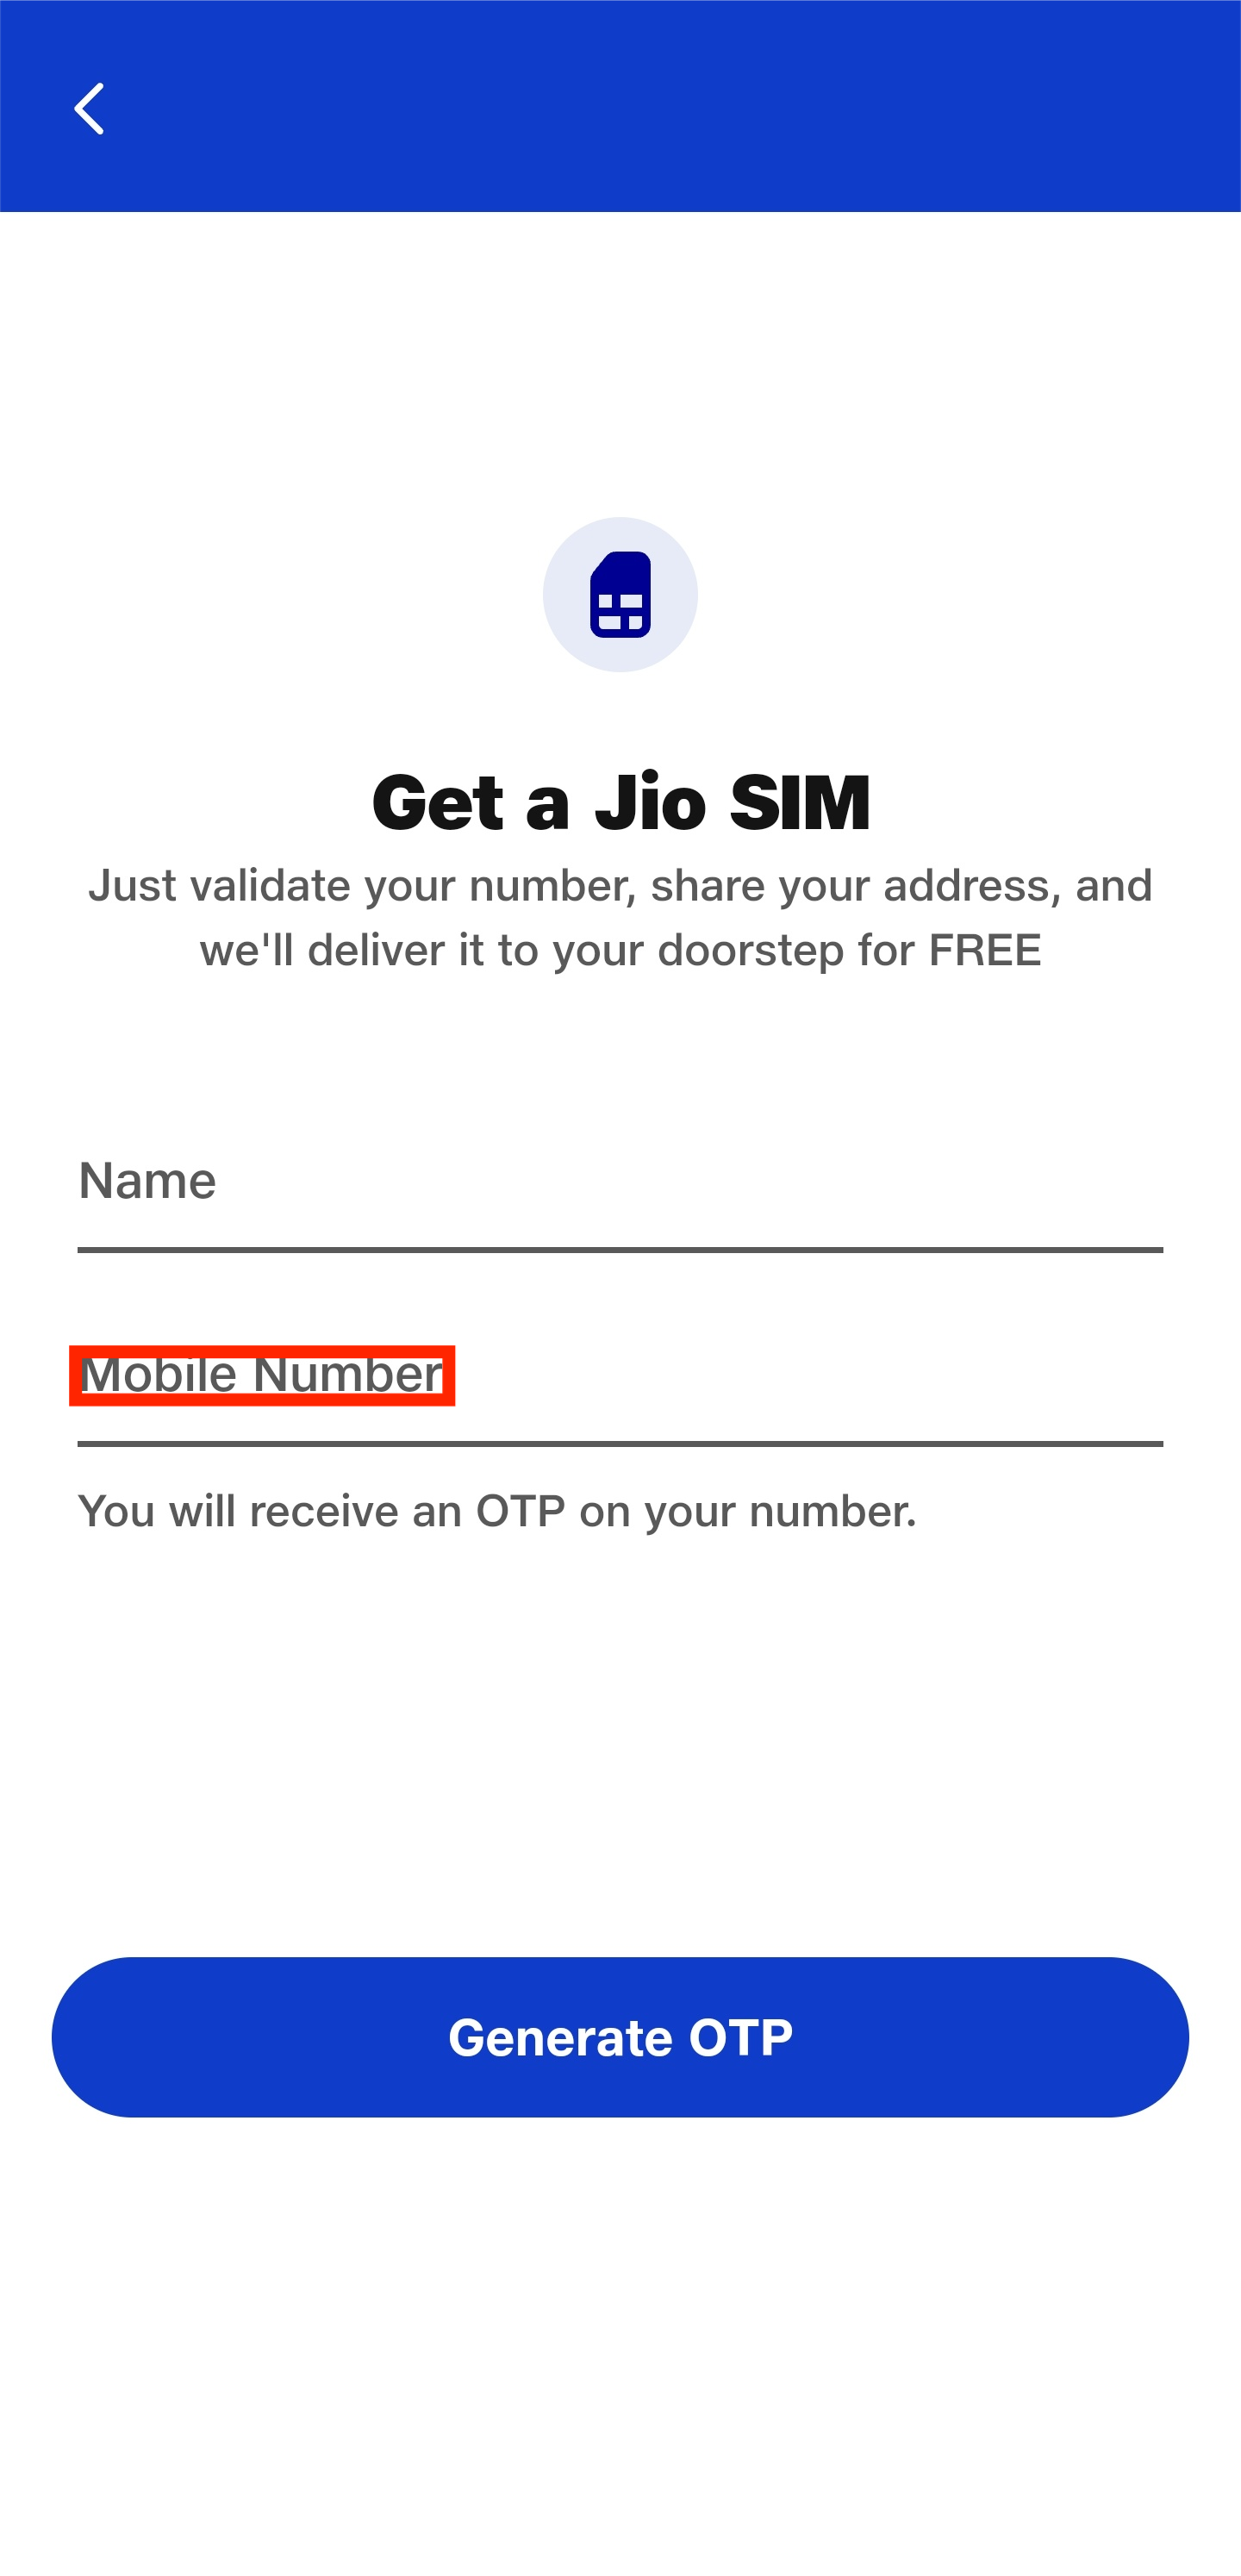 Get a Jio SIM
Just validate your number, share your address, and
we'll deliver it to your doorstep for FREE
Name
Mobile Number
You will receive an OTP on your number.
Generate OTP